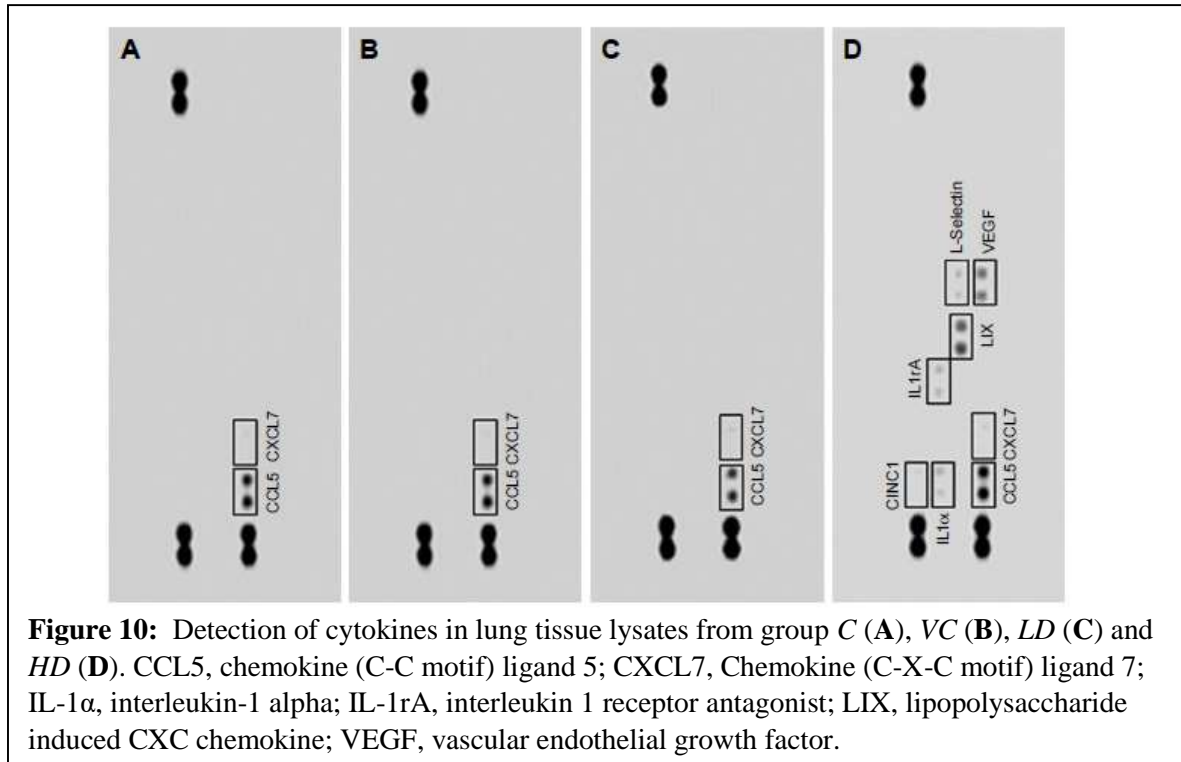 A
B
C
D
CCL5 CXCL7
CCL5 CXCL7
CCL5 CXCL7
L-Selectin
VEGF
LIX
IL1rA
CINC1
IL1α
CCL5 CXCL7
Figure 10: Detection of cytokines in lung tissue lysates from group C (A), VC (B), LD (C) and
HD (D). CCL5, chemokine (C-C motif) ligand 5; CXCL7, Chemokine (C-X-C motif) ligand 7;
IL-1α, interleukin-1 alpha; IL-1rA, interleukin 1 receptor antagonist; LIX, lipopolysaccharide
induced CXC chemokine; VEGF, vascular endothelial growth factor.